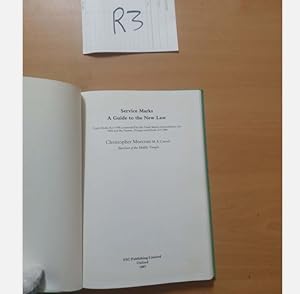 R3
Service Marks
A Guide to the New Law
Christopher Morcom M.A. Cantab.
Barrister of the Middle Temple
ESC Publishing Limited
Oxford
1987